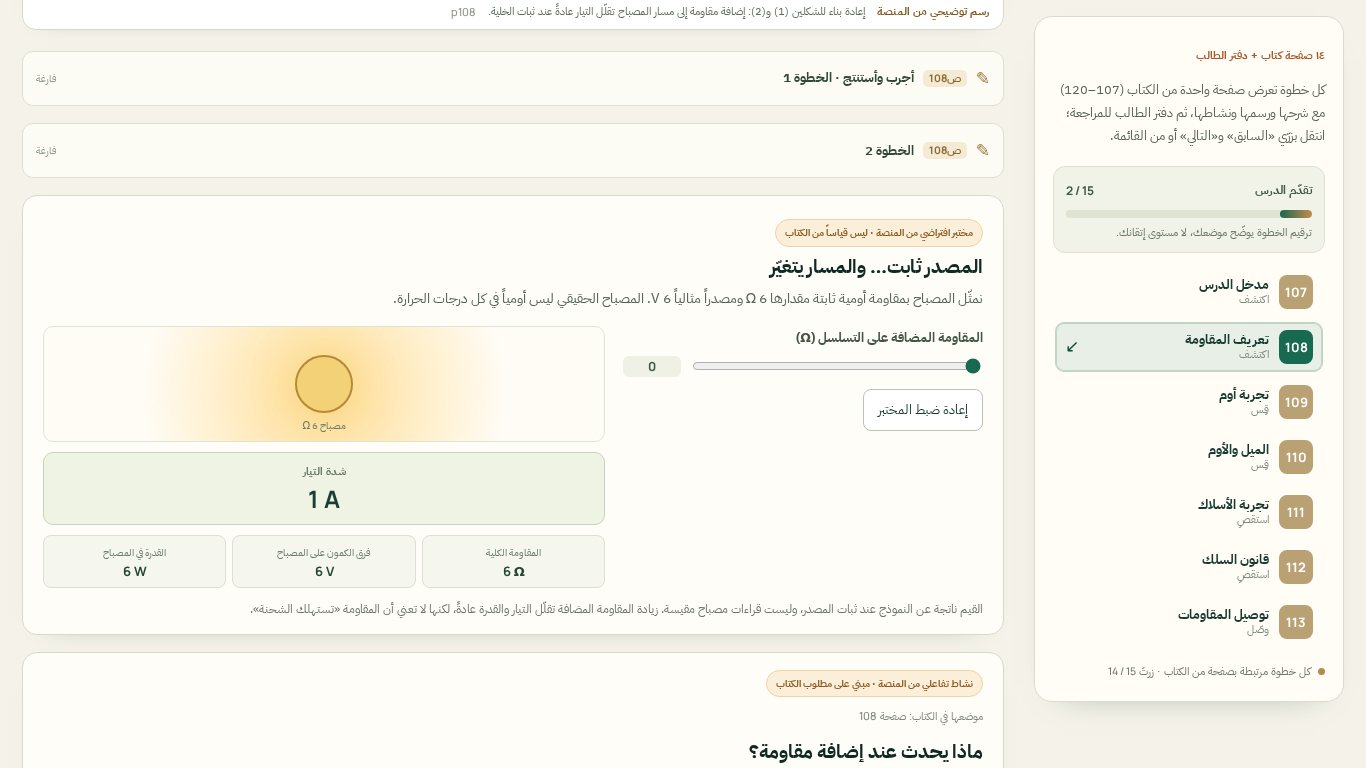 ١٤ صفحة كتاب + دفتر الطالب
كل خطوة تعرض صفحة واحدة من الكتاب (107–120)
مع شرحها ورسمها ونشاطها، ثم دفتر الطالب للمراجعة؛
انتقل بزرّي «السابق» و«التالي» أو من القائمة.
تقدّم الدرس
2 / 15
ترقيم الخطوة يوضّح موضعك، لا مستوى إتقانك.
107
مدخل الدرس
اكتشف
108
تعريف المقاومة
اكتشف
↙
109
تجربة أوم
قِس
110
الميل والأوم
قِس
111
تجربة الأسلاك
استقصِ
112
قانون السلك
استقصِ
113
توصيل المقاومات
وصّل
كل خطوة مرتبطة بصفحة من الكتاب · زرتَ 15 / 14
رسم توضيحي من المنصة
إعادة بناء للشكلين (1) و(2): إضافة مقاومة إلى مسار المصباح تقلّل التيار عادةً عند ثبات الخلية.
p108
✎ ص108 أجرب وأستنتج · الخطوة 1
فارغة
✎ ص108 الخطوة 2
فارغة
مختبر افتراضي من المنصة · ليس قياساً من الكتاب
المصدر ثابت… والمسار يتغيّر
نمثّل المصباح بمقاومة أومية ثابتة مقدارها 6 Ω ومصدراً مثالياً 6 V. المصباح الحقيقي ليس أومياً في كل درجات الحرارة.
المقاومة المضافة على التسلسل (Ω)
0
إعادة ضبط المختبر
مصباح 6 Ω
شدة التيار
1 A
المقاومة الكلية
6 Ω
فرق الكمون على المصباح
6 V
القدرة في المصباح
6 W
القيم ناتجة عن النموذج عند ثبات المصدر، وليست قراءات مصباح مقيسة. زيادة المقاومة المضافة تقلّل التيار والقدرة عادةً، لكنها لا تعني أن المقاومة «تستهلك الشحنة».
نشاط تفاعلي من المنصة · مبني على مطلوب الكتاب
موضعها في الكتاب: صفحة 108
ماذا يحدث عند إضافة مقاومة؟